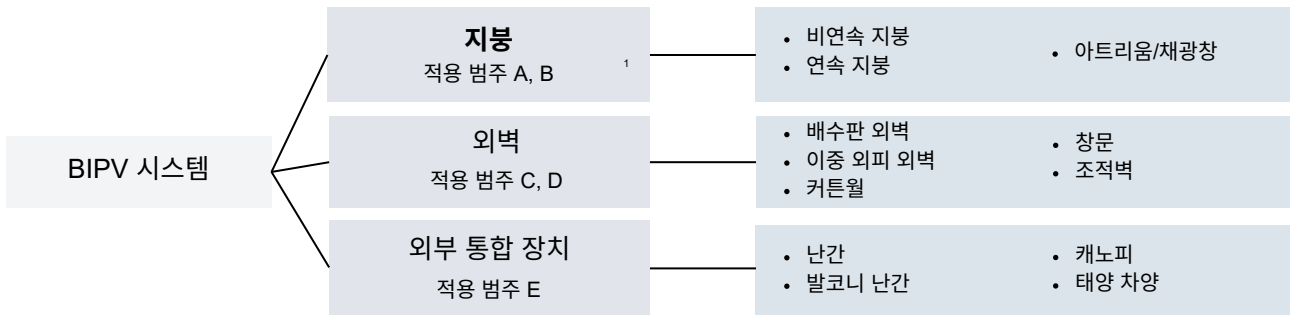 BIPV 시스템
지붕
적용 범주 A, B
1
• 비연속 지붕
• 연속 지붕
• 아트리움/채광창
외벽
적용 범주 C, D
• 배수판 외벽
• 이중 외피 외벽
• 커튼월
• 창문
• 조적벽
외부 통합 장치
적용 범주 E
• 난간
• 발코니 난간
• 캐노피
• 태양 차양